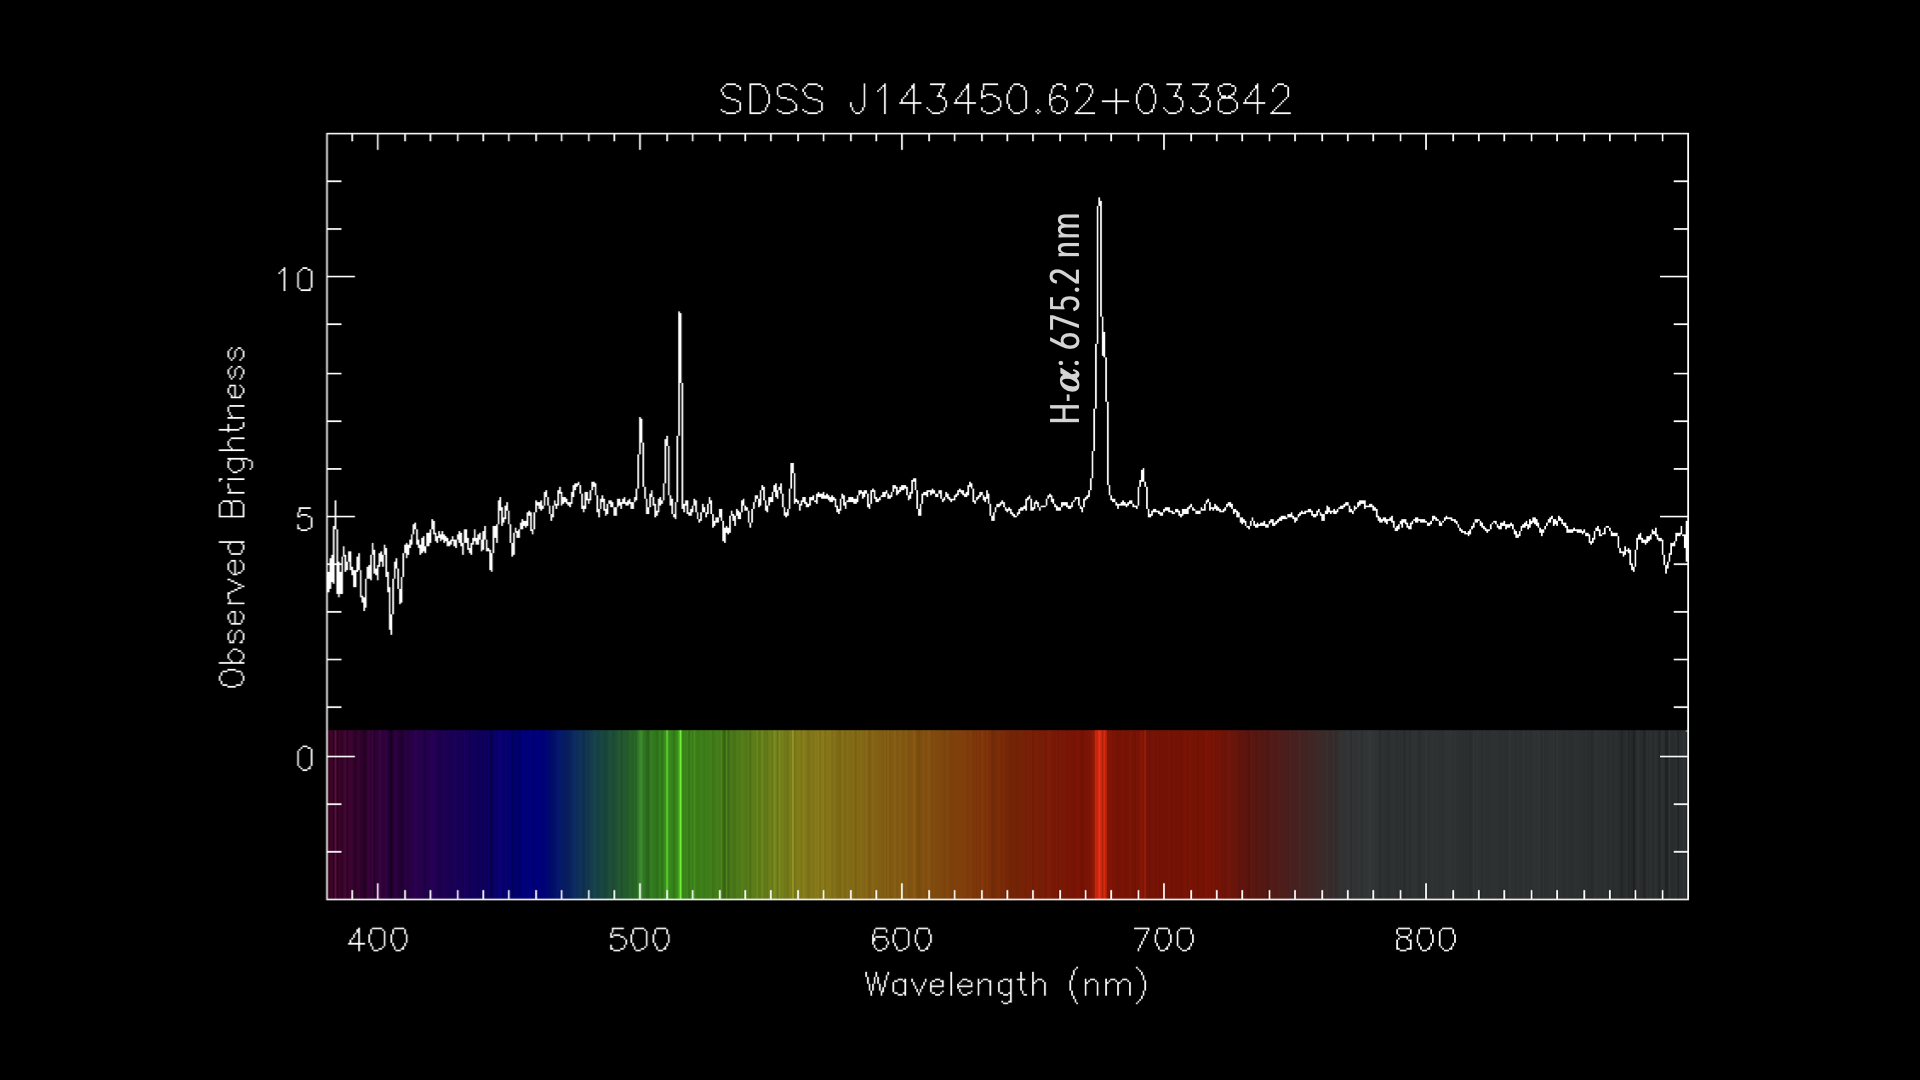 SDSS J143450.62+033842
H-α: 675.2 nm
10
5
0
Observed Brightness
400 500 600 700 800
Wavelength (nm)